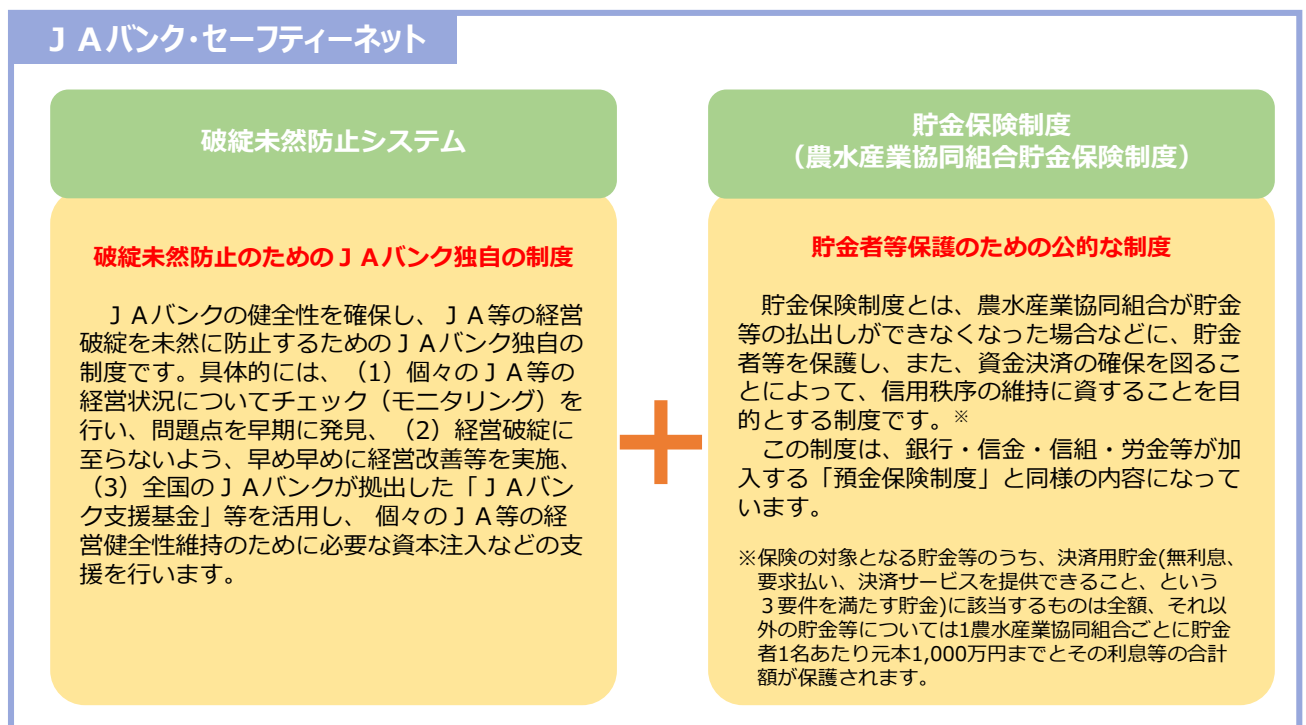 ＪＡバンク・セーフティーネット
破綻未然防止システム
破綻未然防止のためのＪＡバンク独自の制度
　ＪＡバンクの健全性を確保し、ＪＡ等の経営
破綻を未然に防止するためのＪＡバンク独自の
制度です。具体的には、（1）個々のＪＡ等の
経営状況についてチェック（モニタリング）を
行い、問題点を早期に発見、（2）経営破綻に
至らないよう、早め早めに経営改善等を実施、
（3）全国のＪＡバンクが拠出した「ＪＡバン
ク支援基金」等を活用し、 個々のＪＡ等の経
営健全性維持のために必要な資本注入などの支
援を行います。
＋
貯金保険制度
（農水産業協同組合貯金保険制度）
貯金者等保護のための公的な制度
　貯金保険制度とは、農水産業協同組合が貯金
等の払出しができなくなった場合などに、貯金
者等を保護し、また、資金決済の確保を図るこ
とによって、信用秩序の維持に資することを目
的とする制度です。※
　この制度は、銀行・信金・信組・労金等が加
入する「預金保険制度」と同様の内容になって
います。
※保険の対象となる貯金等のうち、決済用貯金(無利息、
要求払い、決済サービスを提供できること、という
３要件を満たす貯金)に該当するものは全額、それ以
外の貯金等については1農水産業協同組合ごとに貯金
者1名あたり元本1,000万円までとその利息等の合計
額が保護されます。